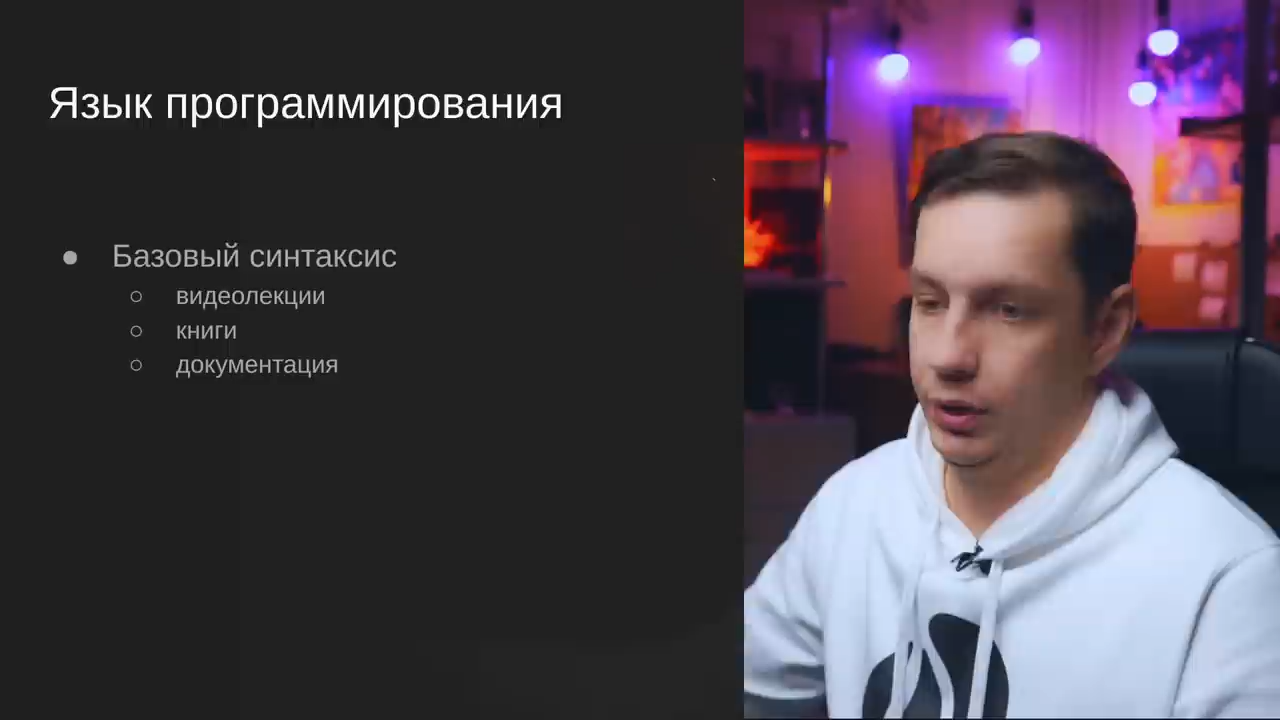 Язык программирования
Базовый синтаксис
видеолекции
книги
документация